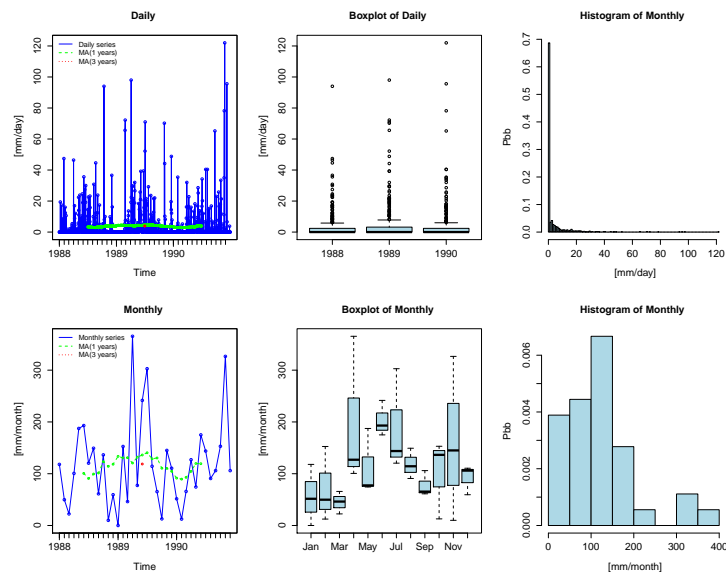 Daily
Boxplot of Daily
Histogram of Monthly
[mm/day]
0
20
40
60
80
100
120
Daily series
MA(1 years)
MA(3 years)
1988
1989
1990
Time
[mm/day]
0
20
40
60
80
100
120
1988
1989
1990
Pbb
0.0
0.1
0.2
0.3
0.4
0.5
0.6
0.7
0
20
40
60
80
100
120
[mm/day]
Monthly
Boxplot of Monthly
Histogram of Monthly
[mm/month]
0
100
200
300
Monthly series
MA(1 years)
MA(3 years)
1988
1989
1990
Time
[mm/month]
0
100
200
300
Jan
Mar
May
Jul
Sep
Nov
Pbb
0.000
0.002
0.004
0.006
0
100
200
300
400
[mm/month]